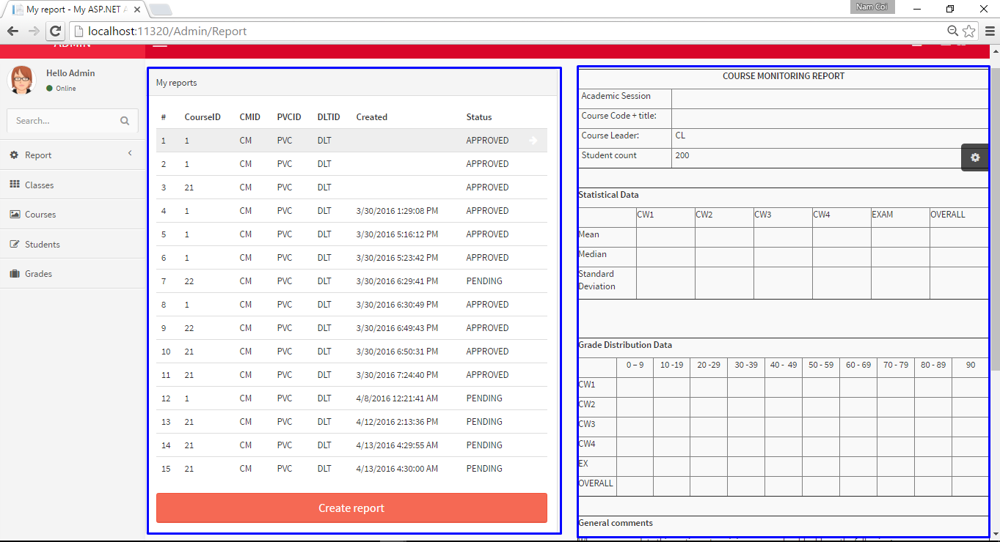 My report - My ASP.NET A
Nam Coi
localhost:11320/Admin/Report
ADMIN
Hello Admin
Online
Search...
Report
Classes
Courses
Students
Grades
My reports
# CourseID CMID PVCID DLTID Created Status
1 1 CM PVC DLT APPROVED
2 1 CM PVC DLT APPROVED
3 21 CM PVC DLT APPROVED
4 1 CM PVC DLT 3/30/2016 1:29:08 PM APPROVED
5 1 CM PVC DLT 3/30/2016 5:16:12 PM APPROVED
6 1 CM PVC DLT 3/30/2016 5:23:42 PM APPROVED
7 22 CM PVC DLT 3/30/2016 6:29:41 PM PENDING
8 1 CM PVC DLT 3/30/2016 6:30:49 PM APPROVED
9 22 CM PVC DLT 3/30/2016 6:49:43 PM APPROVED
10 21 CM PVC DLT 3/30/2016 6:50:31 PM APPROVED
11 21 CM PVC DLT 3/30/2016 7:24:40 PM APPROVED
12 1 CM PVC DLT 4/8/2016 12:21:41 AM PENDING
13 21 CM PVC DLT 4/12/2016 2:13:36 PM PENDING
14 21 CM PVC DLT 4/13/2016 4:29:55 AM PENDING
15 21 CM PVC DLT 4/13/2016 4:30:00 AM PENDING
Create report
COURSE MONITORING REPORT
Academic Session
Course Code + title:
Course Leader: CL
Student count 200
Statistical Data
CW1 CW2 CW3 CW4 EXAM OVERALL
Mean
Median
Standard
Deviation
Grade Distribution Data
0 – 9 10 -19 20 -29 30 -39 40 - 49 50 - 59 60 - 69 70 - 79 80 - 89 90
CW1
CW2
CW3
CW4
EX
OVERALL
General comments